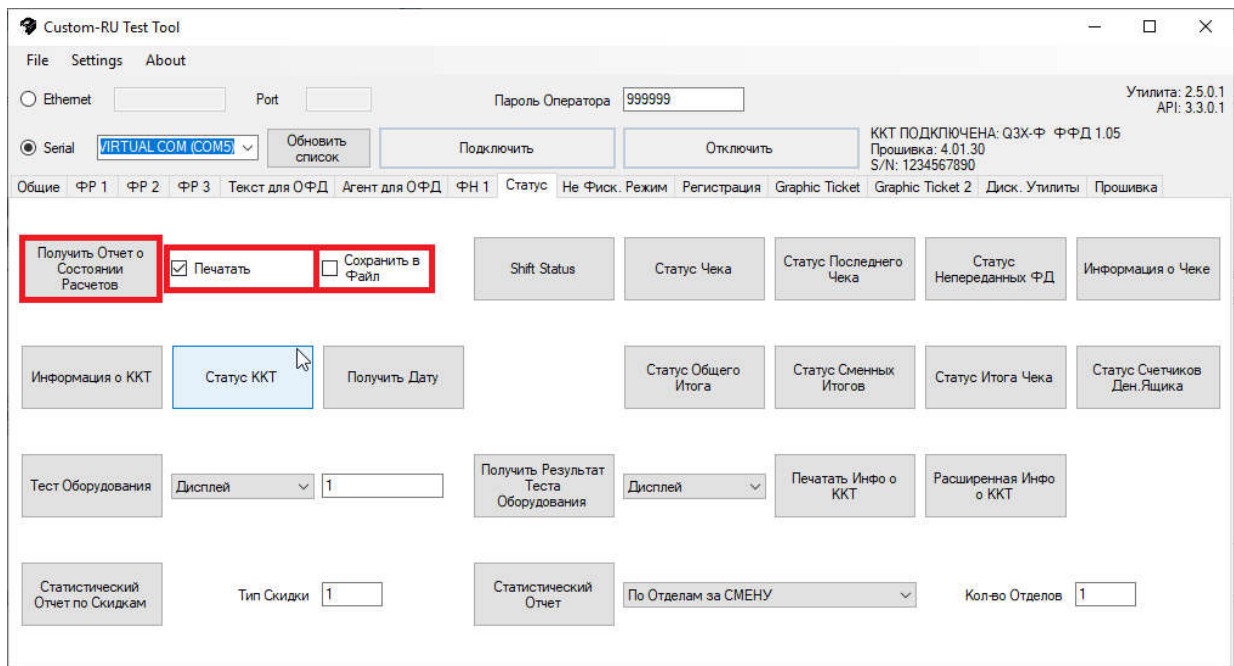 Custom-RU Test Tool
File Settings About
Ethernet Port Пароль Оператора 999999
Утилита: 2.5.0.1
API: 3.3.0.1
Serial VIRTUAL COM (COM5)
Обновить
список
Подключить
Отключить
ККТ ПОДКЛЮЧЕНА: Q3X-Ф ФФД 1.05
Прошивка: 4.01.30
S/N: 1234567890
Общие ФР 1 ФР 2 ФР 3 Текст для ОФД Агент для ОФД ФН 1 Статус Не Фиск. Режим Регистрация Graphic Ticket Graphic Ticket 2 Диск. Утилиты Прошивка
Получить Отчет о
Состоянии
Расчетов
Печатать
Сохранить в
Файл
Shift Status
Статус Чека
Статус Последнего
Чека
Статус
Непереданных ФД
Информация о Чеке
Информация о ККТ
Статус ККТ
Получить Дату
Статус Общего
Итога
Статус Сменных
Итогов
Статус Итога Чека
Статус Счетчиков
Ден.Ящика
Тест Оборудования
Дисплей
1
Получить Результат
Теста
Оборудования
Дисплей
Печатать Инфо о
ККТ
Расширенная Инфо
о ККТ
Статистический
Отчет по Скидкам
Тип Скидки 1
Статистический
Отчет
По Отделам за СМЕНУ
Кол-во Отделов 1